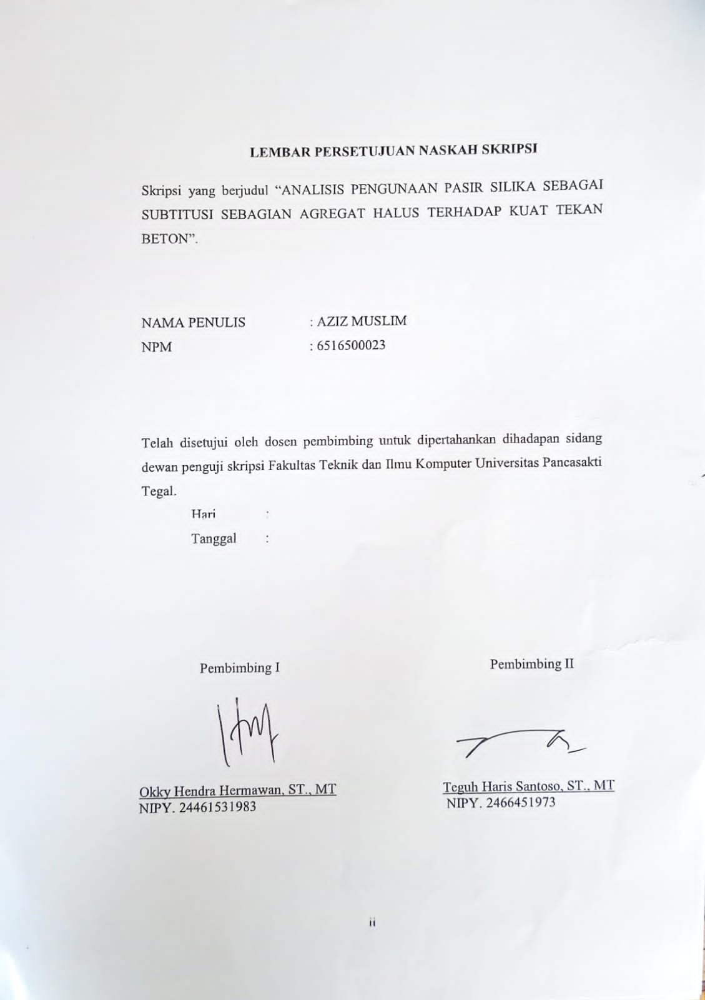 LEMBAR PERSETUJUAN NASKAH SKRIPSI
Skripsi yang berjudul “ANALISIS PENGUNAAN PASIR SILIKA SEBAGAI
SUBTITUSI SEBAGIAN AGREGAT HALUS TERHADAP KUAT TEKAN
BETON”.
NAMA PENULIS : AZIZ MUSLIM
NPM : 6516500023
Telah disetujui oleh dosen pembimbing untuk dipertahankan dihadapan sidang
dewan penguji skripsi Fakultas Teknik dan Ilmu Komputer Universitas Pancasakti
Tegal.
Hari :
Tanggal :
Pembimbing I Pembimbing II
Okky Hendra Hermawan, ST., MT Teguh Haris Santoso, ST., MT
NIPY. 24461531983 NIPY. 2466451973
ii